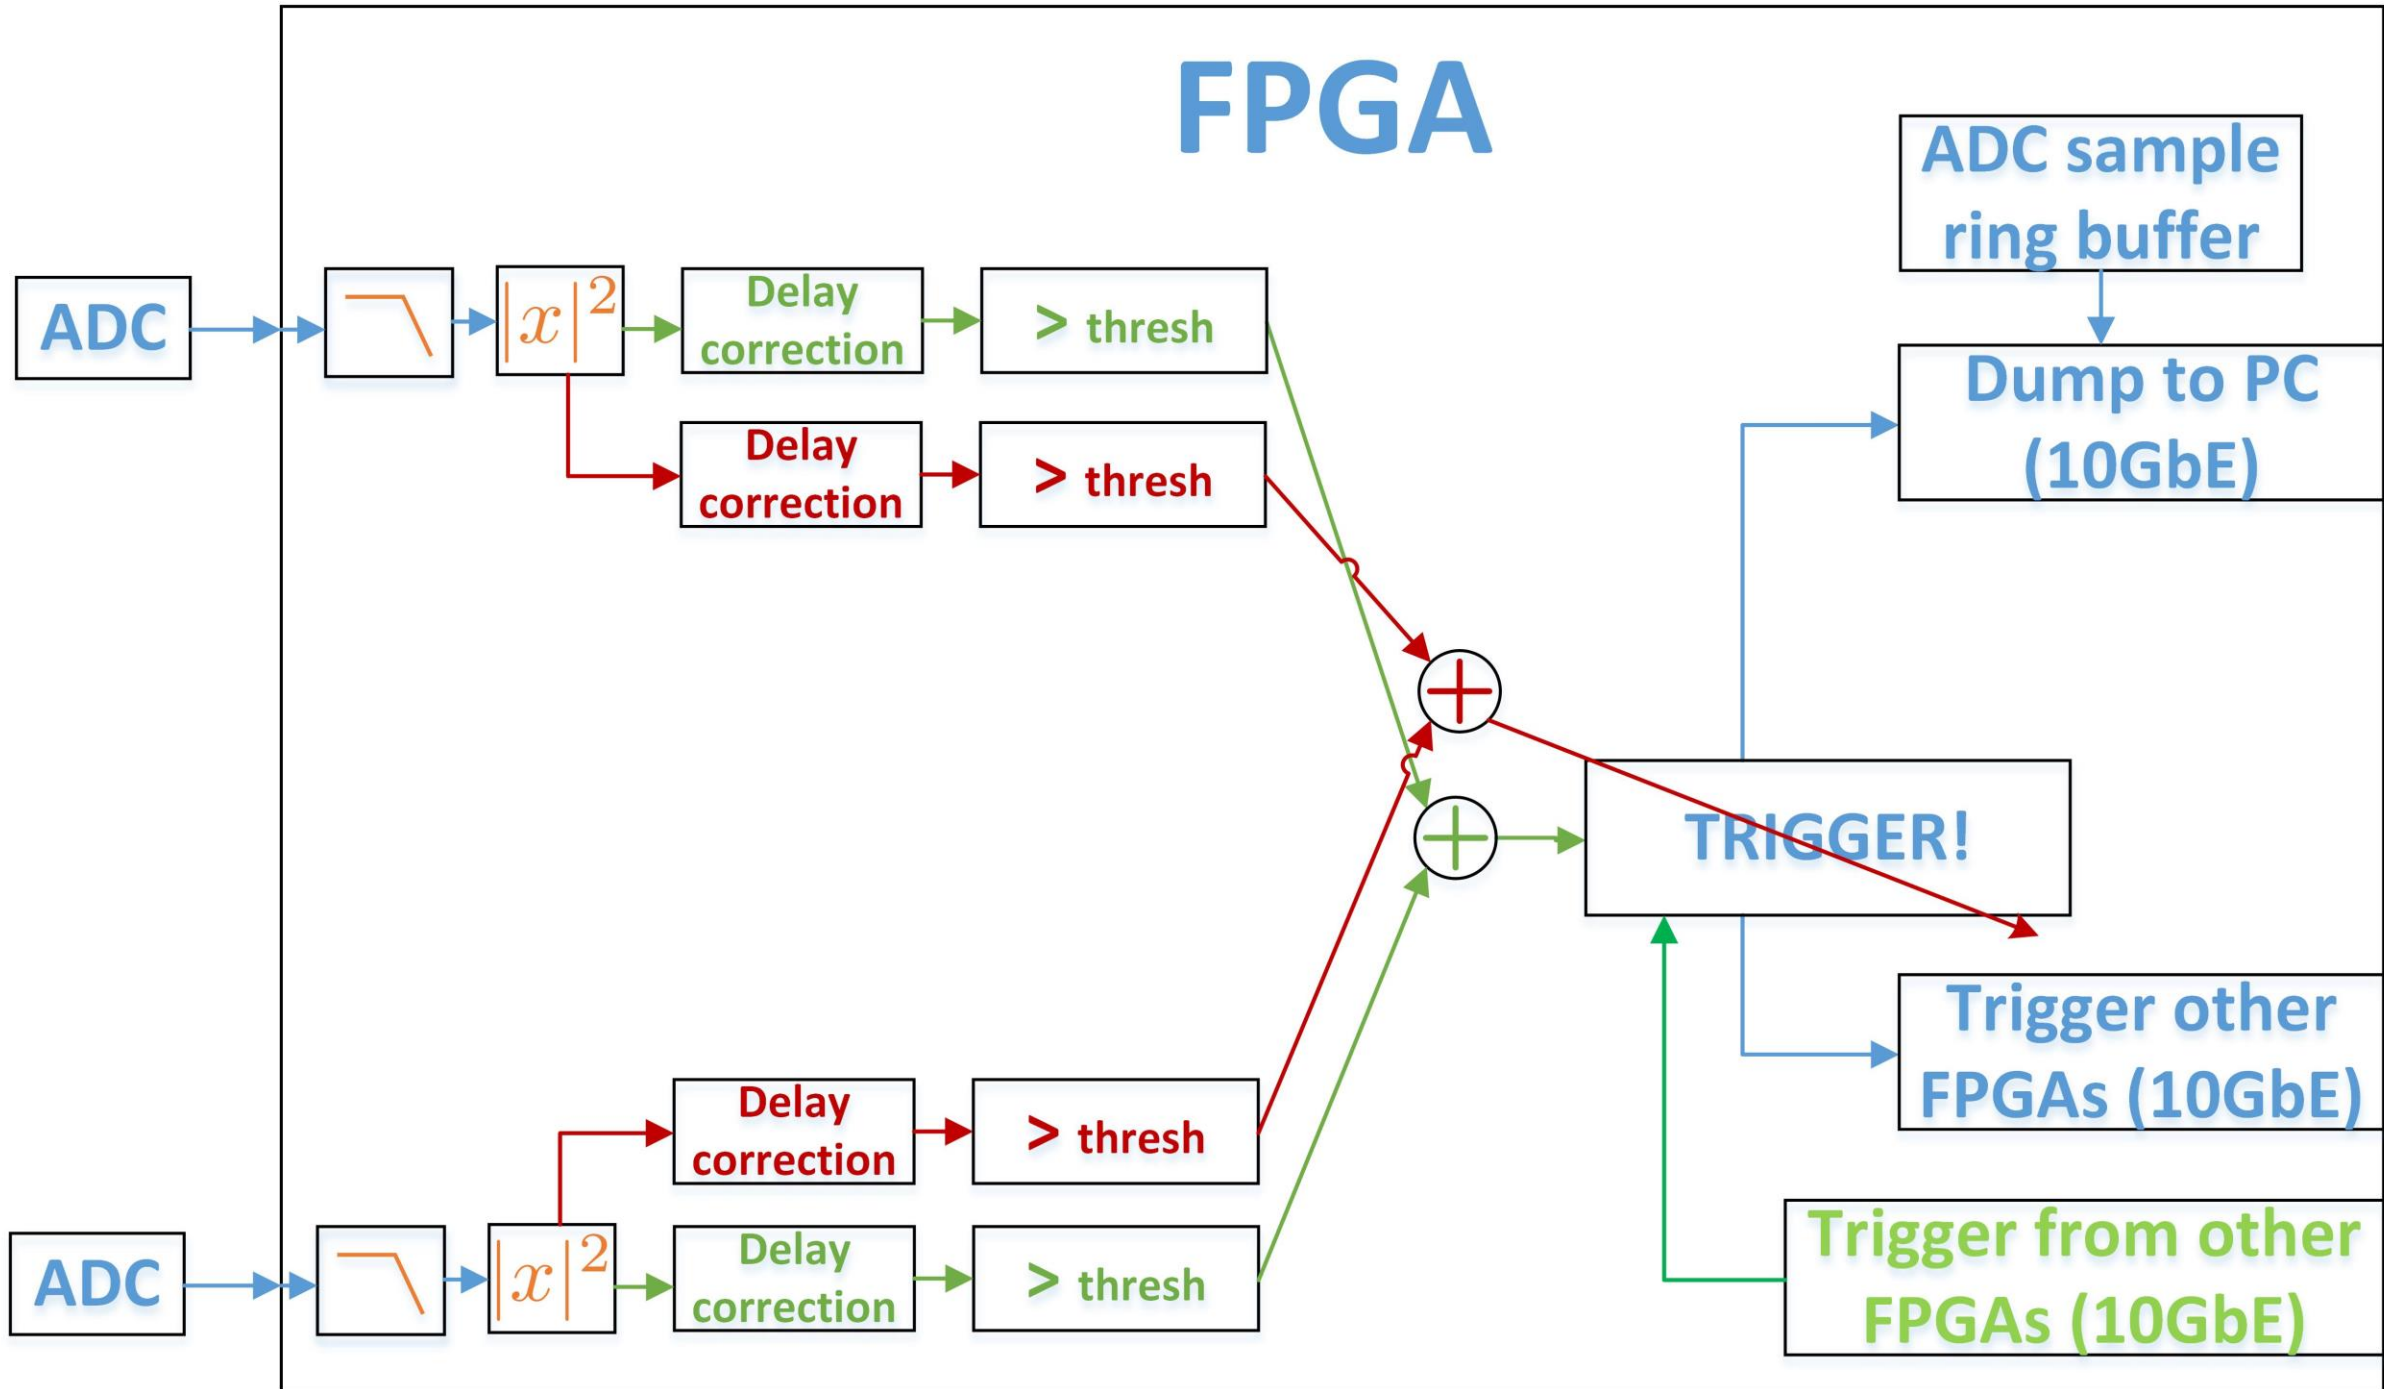 FPGA
ADC sample
ring buffer
ADC
|x|²
Delay
correction
> thresh
Dump to PC
(10GbE)
Delay
correction
> thresh
TRIGGER!
Trigger other
FPGAs (10GbE)
Delay
correction
> thresh
ADC
|x|²
Delay
correction
> thresh
Trigger from other
FPGAs (10GbE)